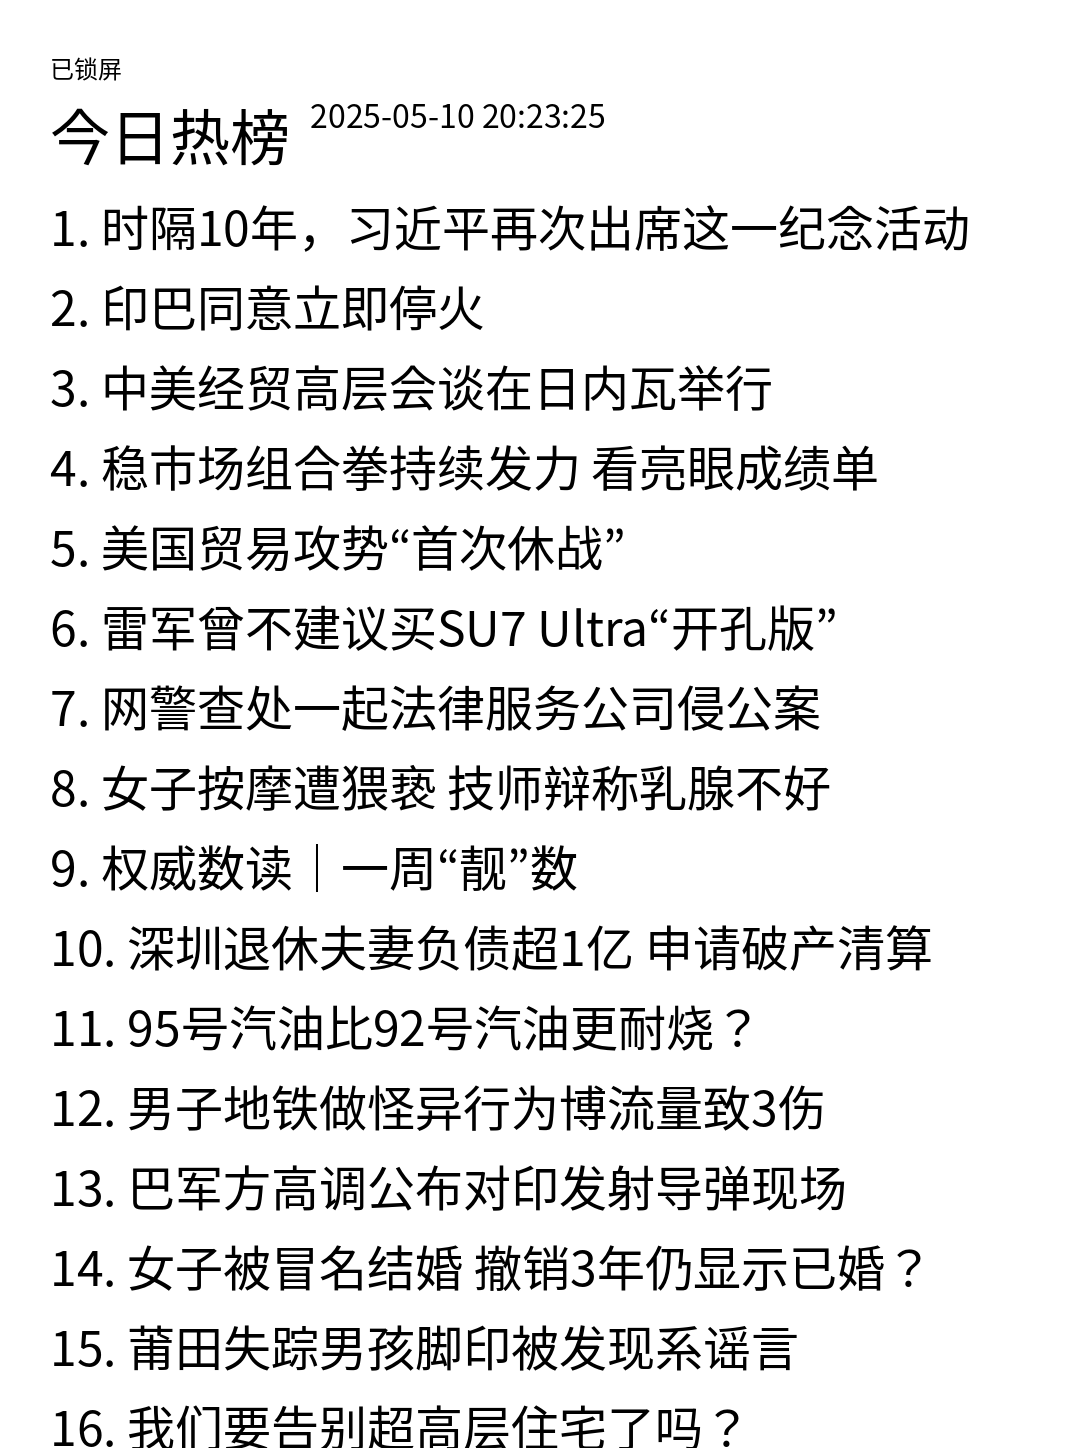 已锁屏
今日热榜 2025-05-10 20:23:25
1. 时隔10年，习近平再次出席这一纪念活动
2. 印巴同意立即停火
3. 中美经贸高层会谈在日内瓦举行
4. 稳市场组合拳持续发力 看亮眼成绩单
5. 美国贸易攻势“首次休战”
6. 雷军曾不建议买SU7 Ultra“开孔版”
7. 网警查处一起法律服务公司侵公案
8. 女子按摩遭猥亵 技师辩称乳腺不好
9. 权威数读｜一周“靓”数
10. 深圳退休夫妻负债超1亿 申请破产清算
11. 95号汽油比92号汽油更耐烧？
12. 男子地铁做怪异行为博流量致3伤
13. 巴军方高调公布对印发射导弹现场
14. 女子被冒名结婚 撤销3年仍显示已婚？
15. 莆田失踪男孩脚印被发现系谣言
16. 我们要告别超高层住宅了吗？